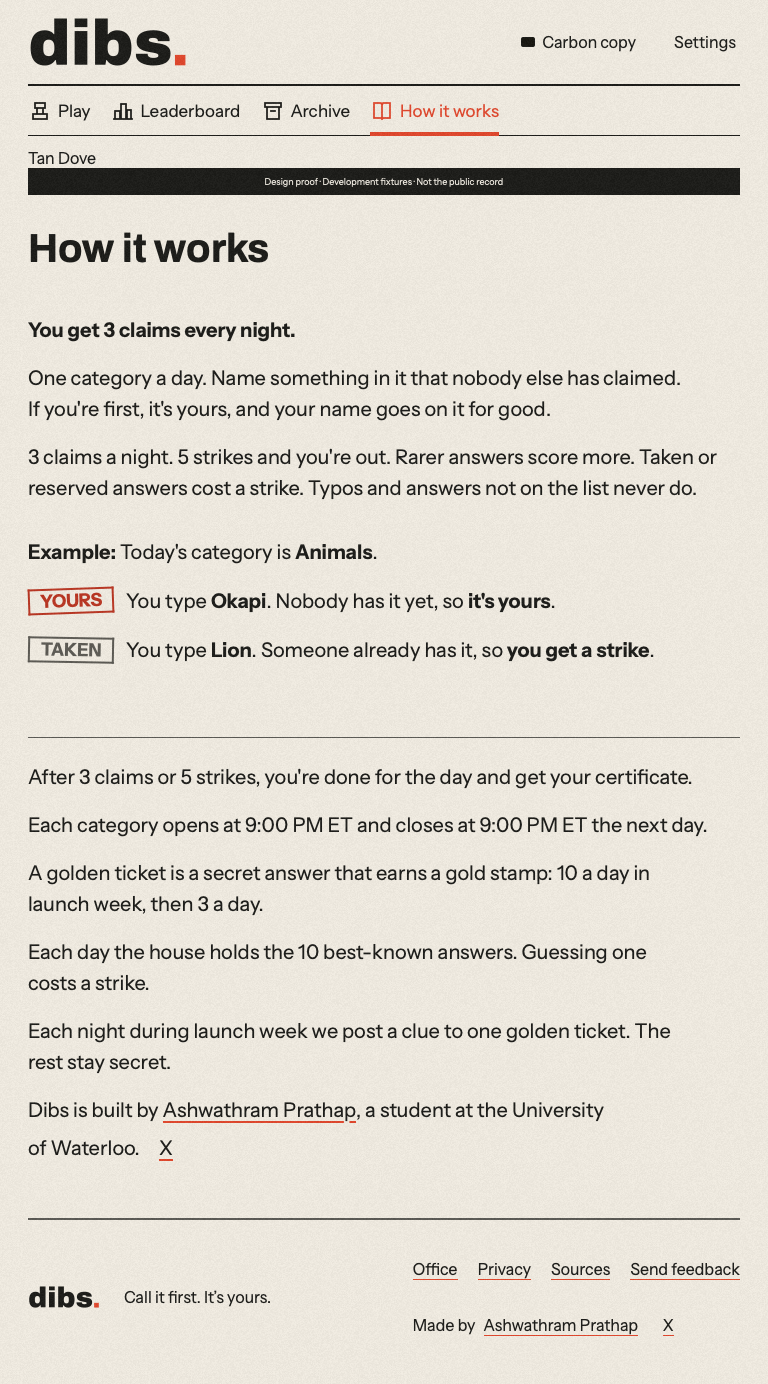 dibs.
Carbon copy Settings
Play Leaderboard Archive How it works
Tan Dove
Design proof · Development fixtures · Not the public record
How it works
You get 3 claims every night.
One category a day. Name something in it that nobody else has claimed.
If you're first, it's yours, and your name goes on it for good.
3 claims a night. 5 strikes and you're out. Rarer answers score more. Taken or
reserved answers cost a strike. Typos and answers not on the list never do.
Example: Today's category is Animals.
YOURS You type Okapi. Nobody has it yet, so it's yours.
TAKEN You type Lion. Someone already has it, so you get a strike.
After 3 claims or 5 strikes, you're done for the day and get your certificate.
Each category opens at 9:00 PM ET and closes at 9:00 PM ET the next day.
A golden ticket is a secret answer that earns a gold stamp: 10 a day in
launch week, then 3 a day.
Each day the house holds the 10 best-known answers. Guessing one
costs a strike.
Each night during launch week we post a clue to one golden ticket. The
rest stay secret.
Dibs is built by Ashwathram Prathap, a student at the University
of Waterloo. X
Office Privacy Sources Send feedback
dibs. Call it first. It's yours.
Made by Ashwathram Prathap X